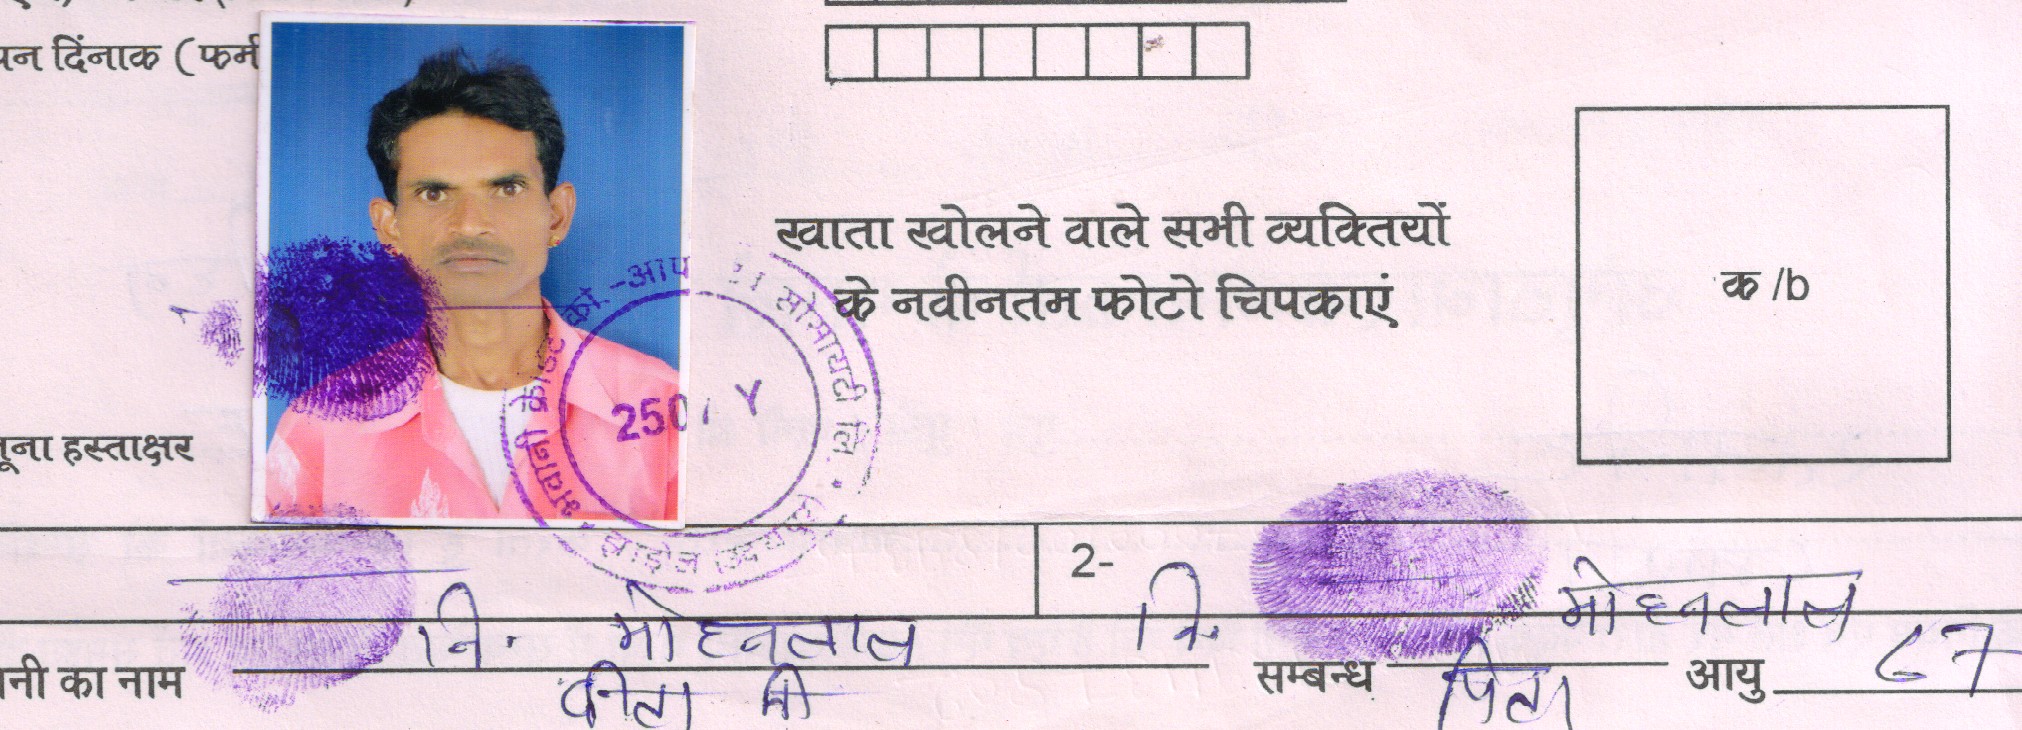 पन दिंनाक ( फर्म
खाता खोलने वाले सभी व्यक्तियों
के नवीनतम फोटो चिपकाएं
क /b
भवानी क्रेडिट को.-आप सोसायटी लि.
250
ूना हस्ताक्षर
2-
नि. मोहनलाल
नि. मोहनलाल
नी का नाम
सम्बन्ध पिता
आयु 67